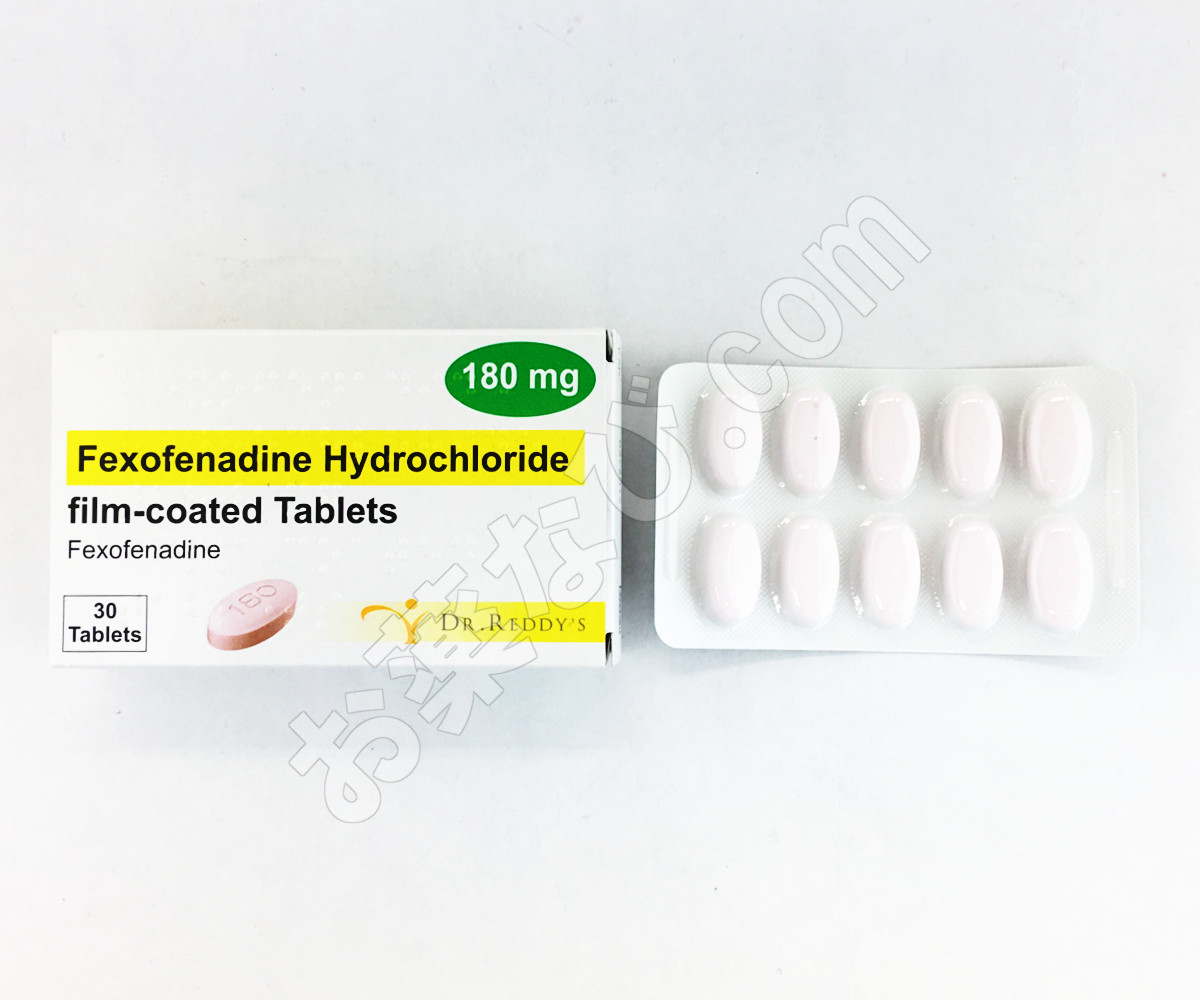 180 mg
Fexofenadine Hydrochloride
film-coated Tablets
Fexofenadine
30
Tablets
180
DR.REDDY'S
お薬なび.com